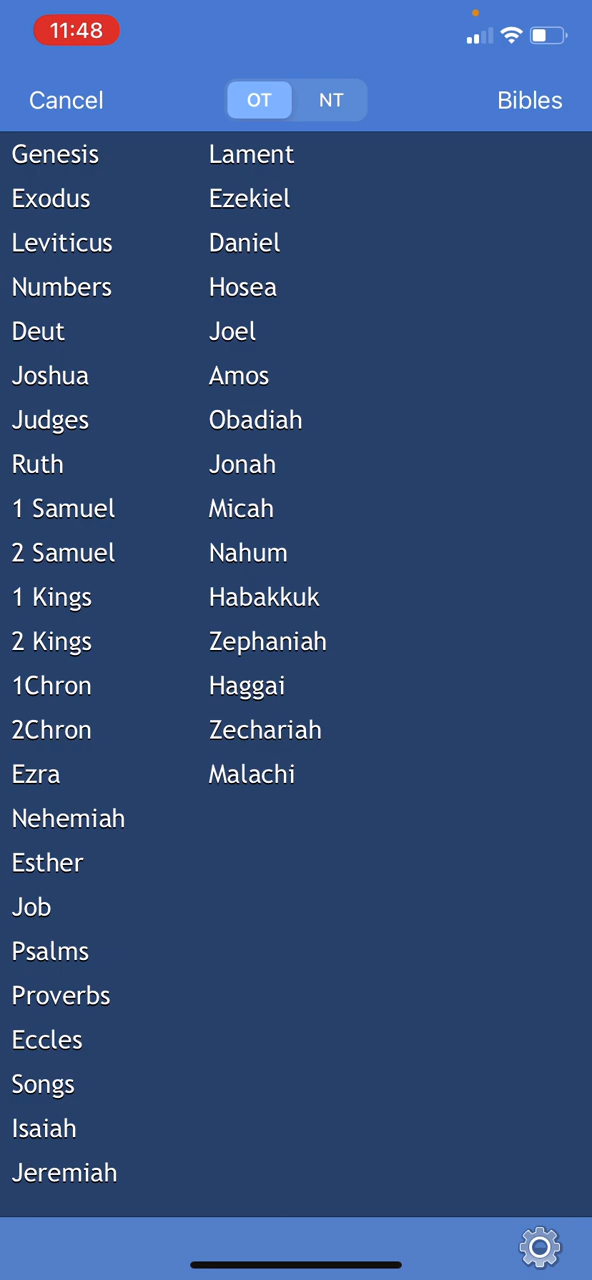 11:48
Cancel
OT
NT
Bibles
Genesis
Exodus
Leviticus
Numbers
Deut
Joshua
Judges
Ruth
1 Samuel
2 Samuel
1 Kings
2 Kings
1Chron
2Chron
Ezra
Nehemiah
Esther
Job
Psalms
Proverbs
Eccles
Songs
Isaiah
Jeremiah
Lament
Ezekiel
Daniel
Hosea
Joel
Amos
Obadiah
Jonah
Micah
Nahum
Habakkuk
Zephaniah
Haggai
Zechariah
Malachi